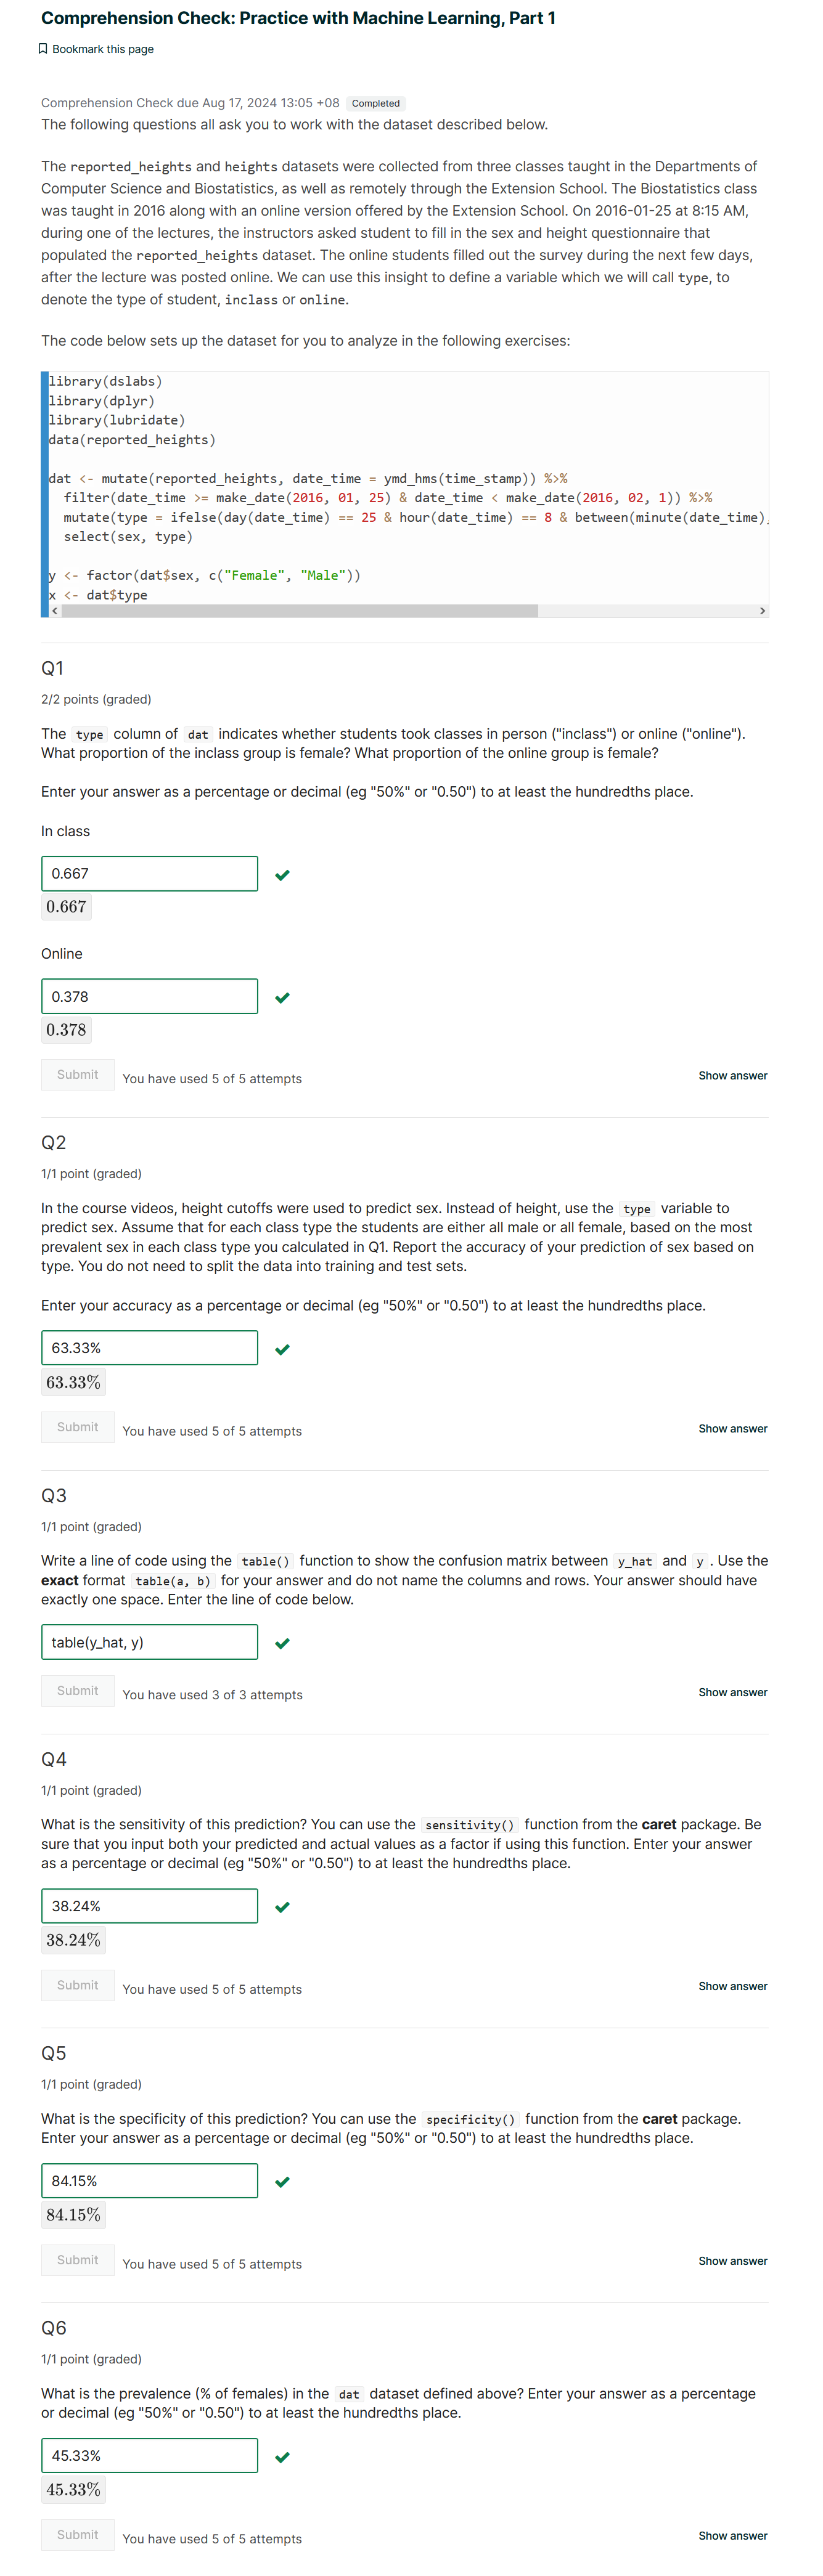 Comprehension Check: Practice with Machine Learning, Part 1
Bookmark this page
Comprehension Check due Aug 17, 2024 13:05 +08 Completed
The following questions all ask you to work with the dataset described below.
The reported_heights and heights datasets were collected from three classes taught in the Departments of
Computer Science and Biostatistics, as well as remotely through the Extension School. The Biostatistics class
was taught in 2016 along with an online version offered by the Extension School. On 2016-01-25 at 8:15 AM,
during one of the lectures, the instructors asked student to fill in the sex and height questionnaire that
populated the reported_heights dataset. The online students filled out the survey during the next few days,
after the lecture was posted online. We can use this insight to define a variable which we will call type, to
denote the type of student, inclass or online.
The code below sets up the dataset for you to analyze in the following exercises:
library(dslabs)
library(dplyr)
library(lubridate)
data(reported_heights)
dat <- mutate(reported_heights, date_time = ymd_hms(time_stamp)) %>%
filter(date_time >= make_date(2016, 01, 25) & date_time < make_date(2016, 02, 1)) %>%
mutate(type = ifelse(day(date_time) == 25 & hour(date_time) == 8 & between(minute(date_time),
select(sex, type)
y <- factor(dat$sex, c("Female", "Male"))
x <- dat$type
Q1
2/2 points (graded)
The type column of dat indicates whether students took classes in person ("inclass") or online ("online").
What proportion of the inclass group is female? What proportion of the online group is female?
Enter your answer as a percentage or decimal (eg "50%" or "0.50") to at least the hundredths place.
In class
0.667
0.667
Online
0.378
0.378
Submit You have used 5 of 5 attempts Show answer
Q2
1/1 point (graded)
In the course videos, height cutoffs were used to predict sex. Instead of height, use the type variable to
predict sex. Assume that for each class type the students are either all male or all female, based on the most
prevalent sex in each class type you calculated in Q1. Report the accuracy of your prediction of sex based on
type. You do not need to split the data into training and test sets.
Enter your accuracy as a percentage or decimal (eg "50%" or "0.50") to at least the hundredths place.
63.33%
63.33%
Submit You have used 5 of 5 attempts Show answer
Q3
1/1 point (graded)
Write a line of code using the table() function to show the confusion matrix between y_hat and y . Use the
exact format table(a, b) for your answer and do not name the columns and rows. Your answer should have
exactly one space. Enter the line of code below.
table(y_hat, y)
Submit You have used 3 of 3 attempts Show answer
Q4
1/1 point (graded)
What is the sensitivity of this prediction? You can use the sensitivity() function from the caret package. Be
sure that you input both your predicted and actual values as a factor if using this function. Enter your answer
as a percentage or decimal (eg "50%" or "0.50") to at least the hundredths place.
38.24%
38.24%
Submit You have used 5 of 5 attempts Show answer
Q5
1/1 point (graded)
What is the specificity of this prediction? You can use the specificity() function from the caret package.
Enter your answer as a percentage or decimal (eg "50%" or "0.50") to at least the hundredths place.
84.15%
84.15%
Submit You have used 5 of 5 attempts Show answer
Q6
1/1 point (graded)
What is the prevalence (% of females) in the dat dataset defined above? Enter your answer as a percentage
or decimal (eg "50%" or "0.50") to at least the hundredths place.
45.33%
45.33%
Submit You have used 5 of 5 attempts Show answer